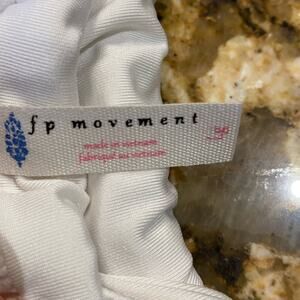 fp movement
made in vietnam
fabriqué au vietnam